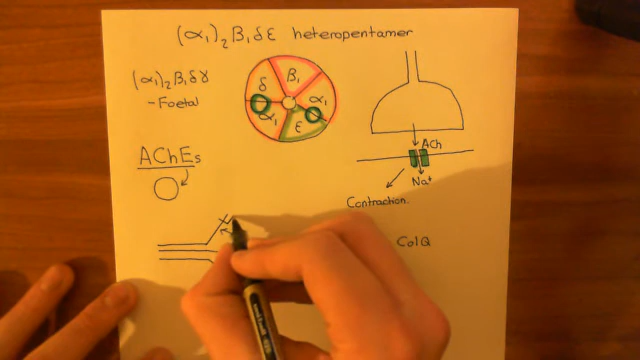 (α₁)₂ β₁ δ ε heteropentamer
(α₁)₂ β₁ δ γ
- Foetal
β₁
δ
α₁
α₁
ε
ACh
Na⁺
Contraction.
AChEs
ColQ